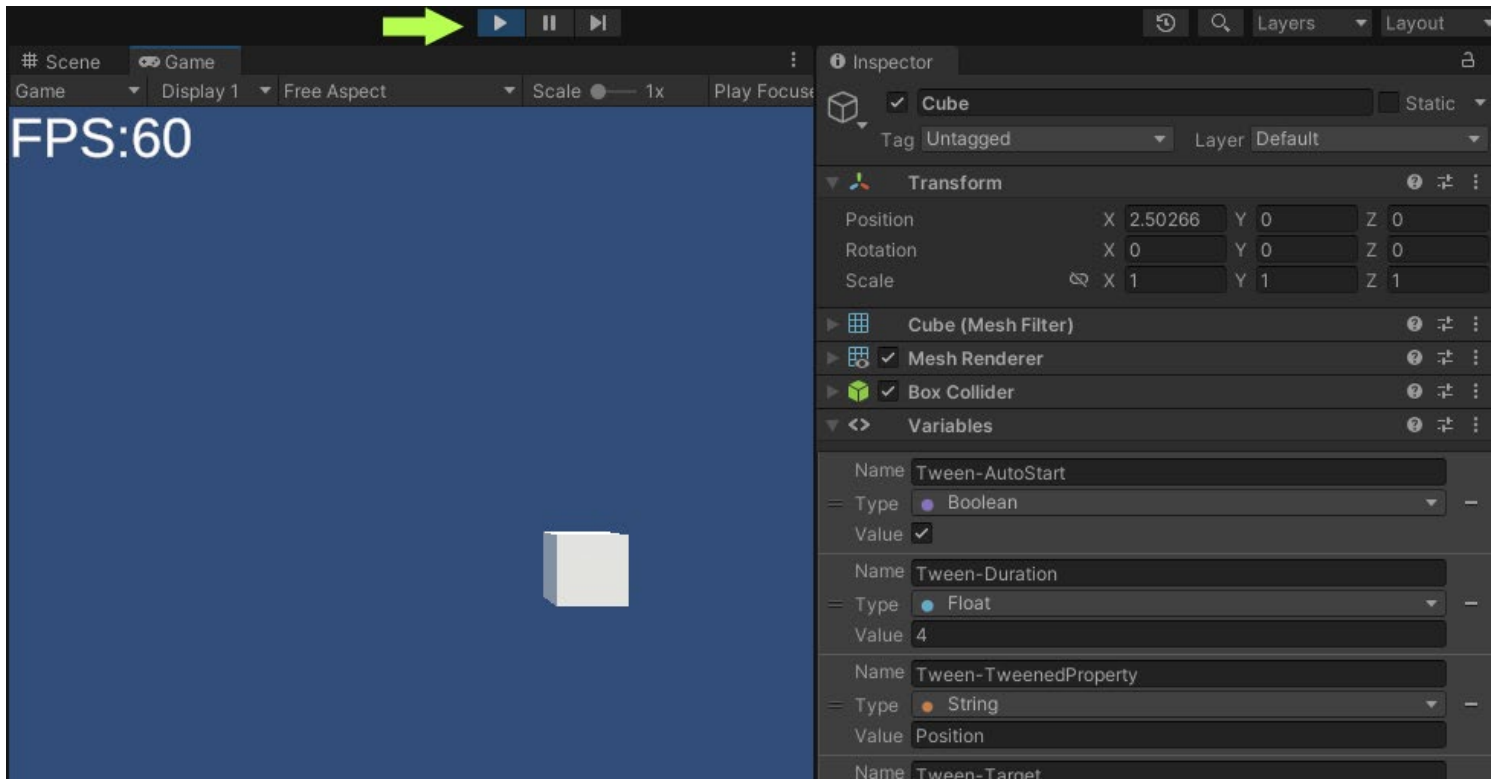 Layers Layout
# Scene Game
Game Display 1 Free Aspect Scale 1x Play Focuse
FPS:60
Inspector
Cube Static
Tag Untagged Layer Default
Transform
Position X 2.50266 Y 0 Z 0
Rotation X 0 Y 0 Z 0
Scale X 1 Y 1 Z 1
Cube (Mesh Filter)
Mesh Renderer
Box Collider
<> Variables
Name Tween-AutoStart
Type Boolean
Value
Name Tween-Duration
Type Float
Value 4
Name Tween-TweenedProperty
Type String
Value Position
Name Tween-Target